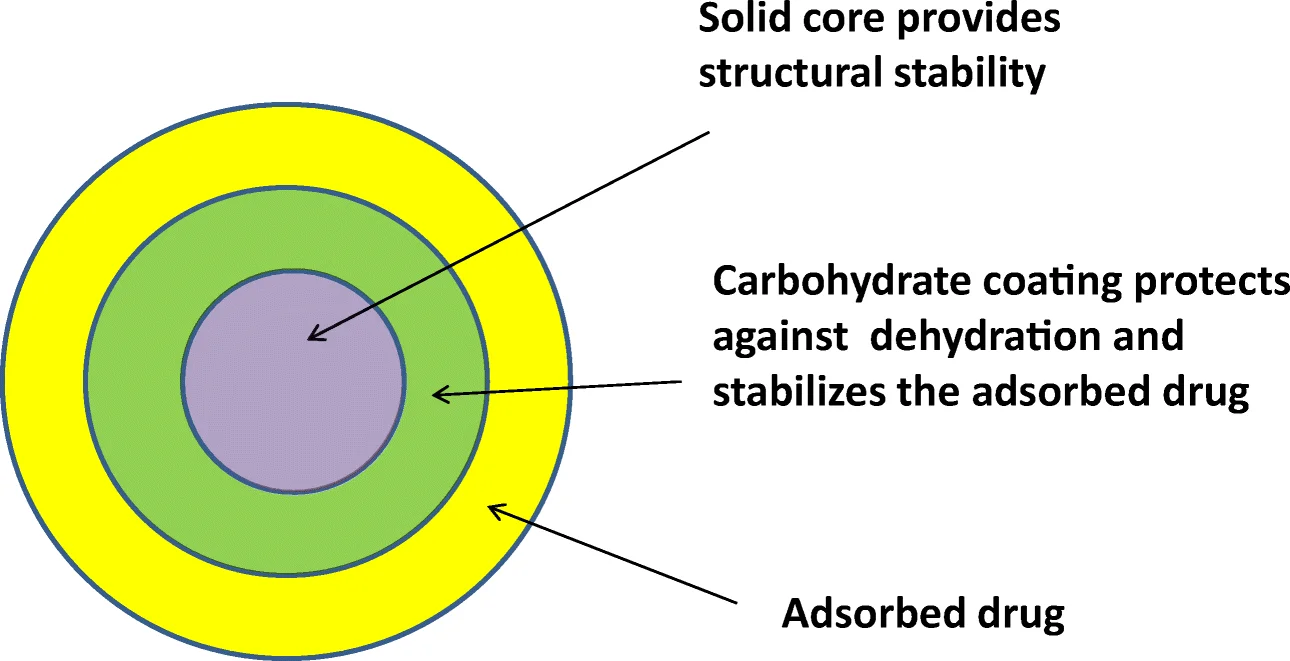 Solid core provides
structural stability
Carbohydrate coating protects
against  dehydration and
stabilizes the adsorbed drug
Adsorbed drug